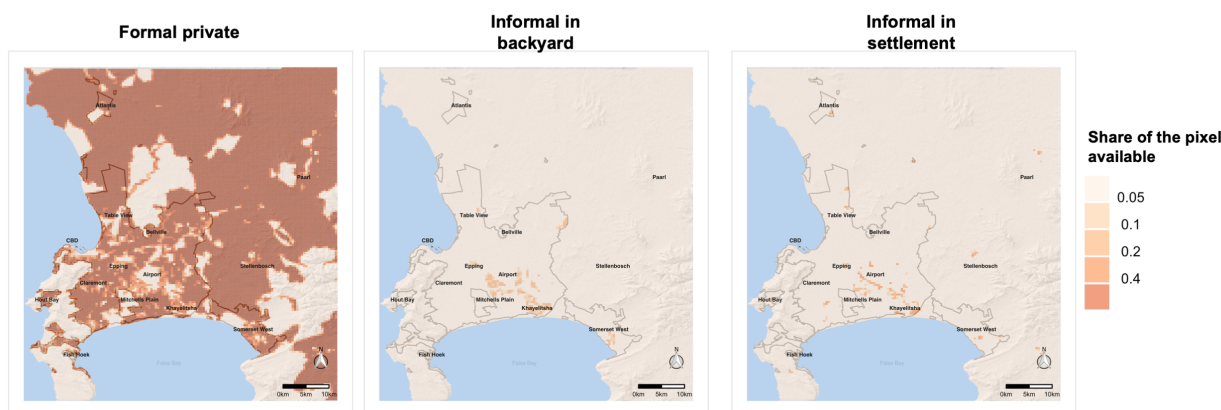 Formal private
Informal in
backyard
Informal in
settlement
Atlantia
Paarl
Table View
Bellville
CBD
Epping
Airport
Stellenbosch
Claremont
Mitchells Plain
Hout Bay
Khayelitsha
Somerset West
Fish Hoek
False Bay
N
0km 5km 10km
Atlantia
Paarl
Table View
Bellville
CBD
Epping
Airport
Stellenbosch
Claremont
Mitchells Plain
Hout Bay
Khayelitsha
Somerset West
Fish Hoek
False Bay
N
0km 5km 10km
Atlantia
Paarl
Table View
Bellville
CBD
Epping
Airport
Stellenbosch
Claremont
Mitchells Plain
Hout Bay
Khayelitsha
Somerset West
Fish Hoek
False Bay
N
0km 5km 10km
Share of the pixel
available
0.05
0.1
0.2
0.4